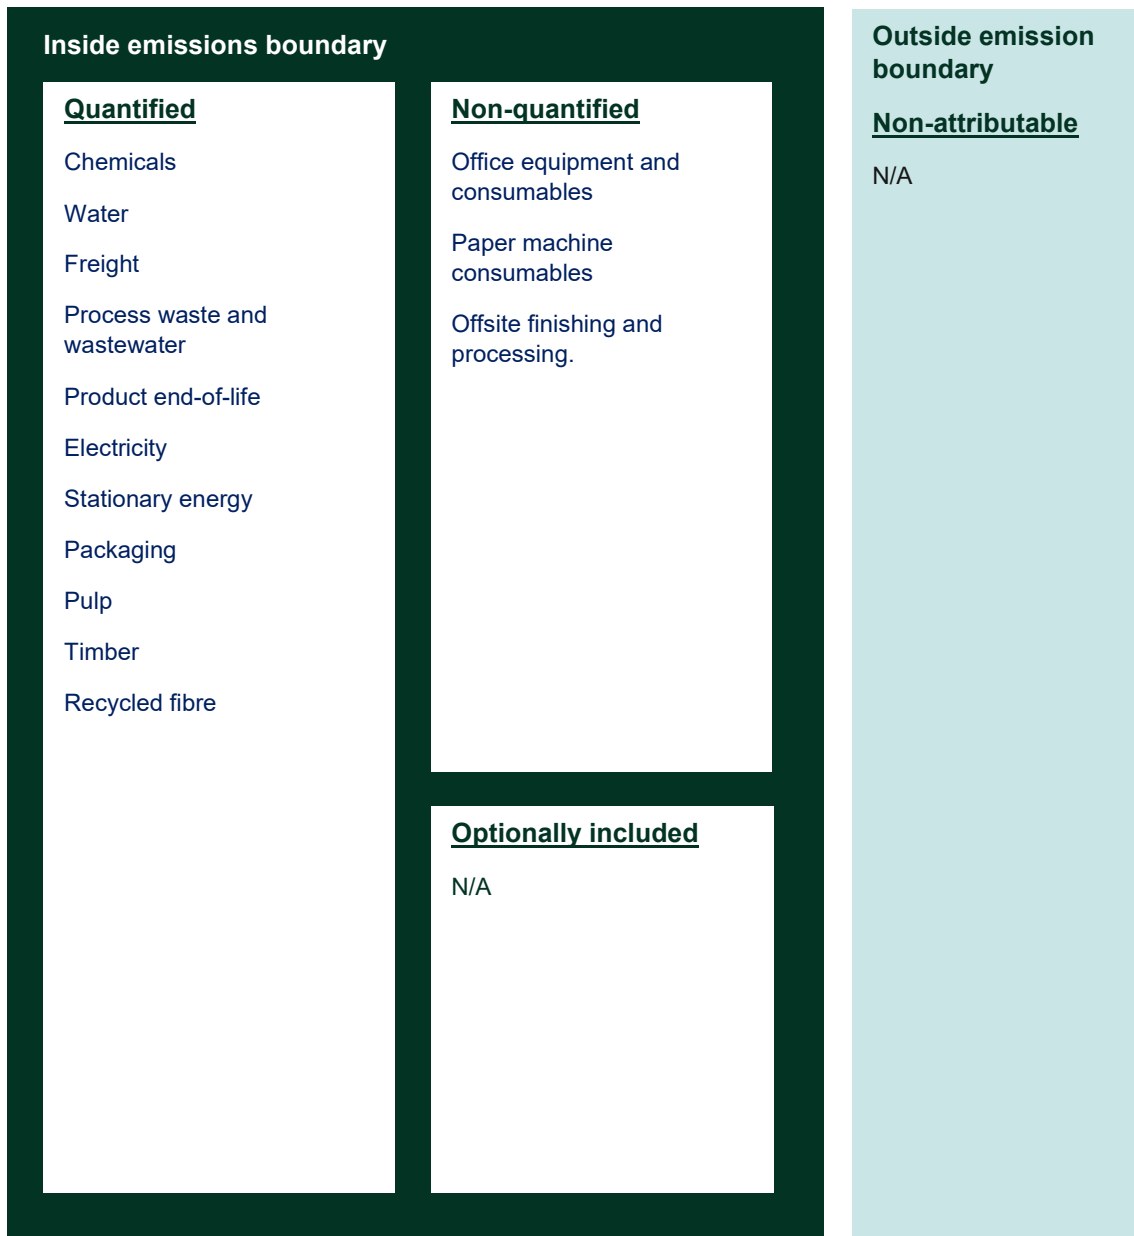 Inside emissions boundary
Quantified
Chemicals
Water
Freight
Process waste and
wastewater
Product end-of-life
Electricity
Stationary energy
Packaging
Pulp
Timber
Recycled fibre
Non-quantified
Office equipment and
consumables
Paper machine
consumables
Offsite finishing and
processing.
Optionally included
N/A
Outside emission
boundary
Non-attributable
N/A